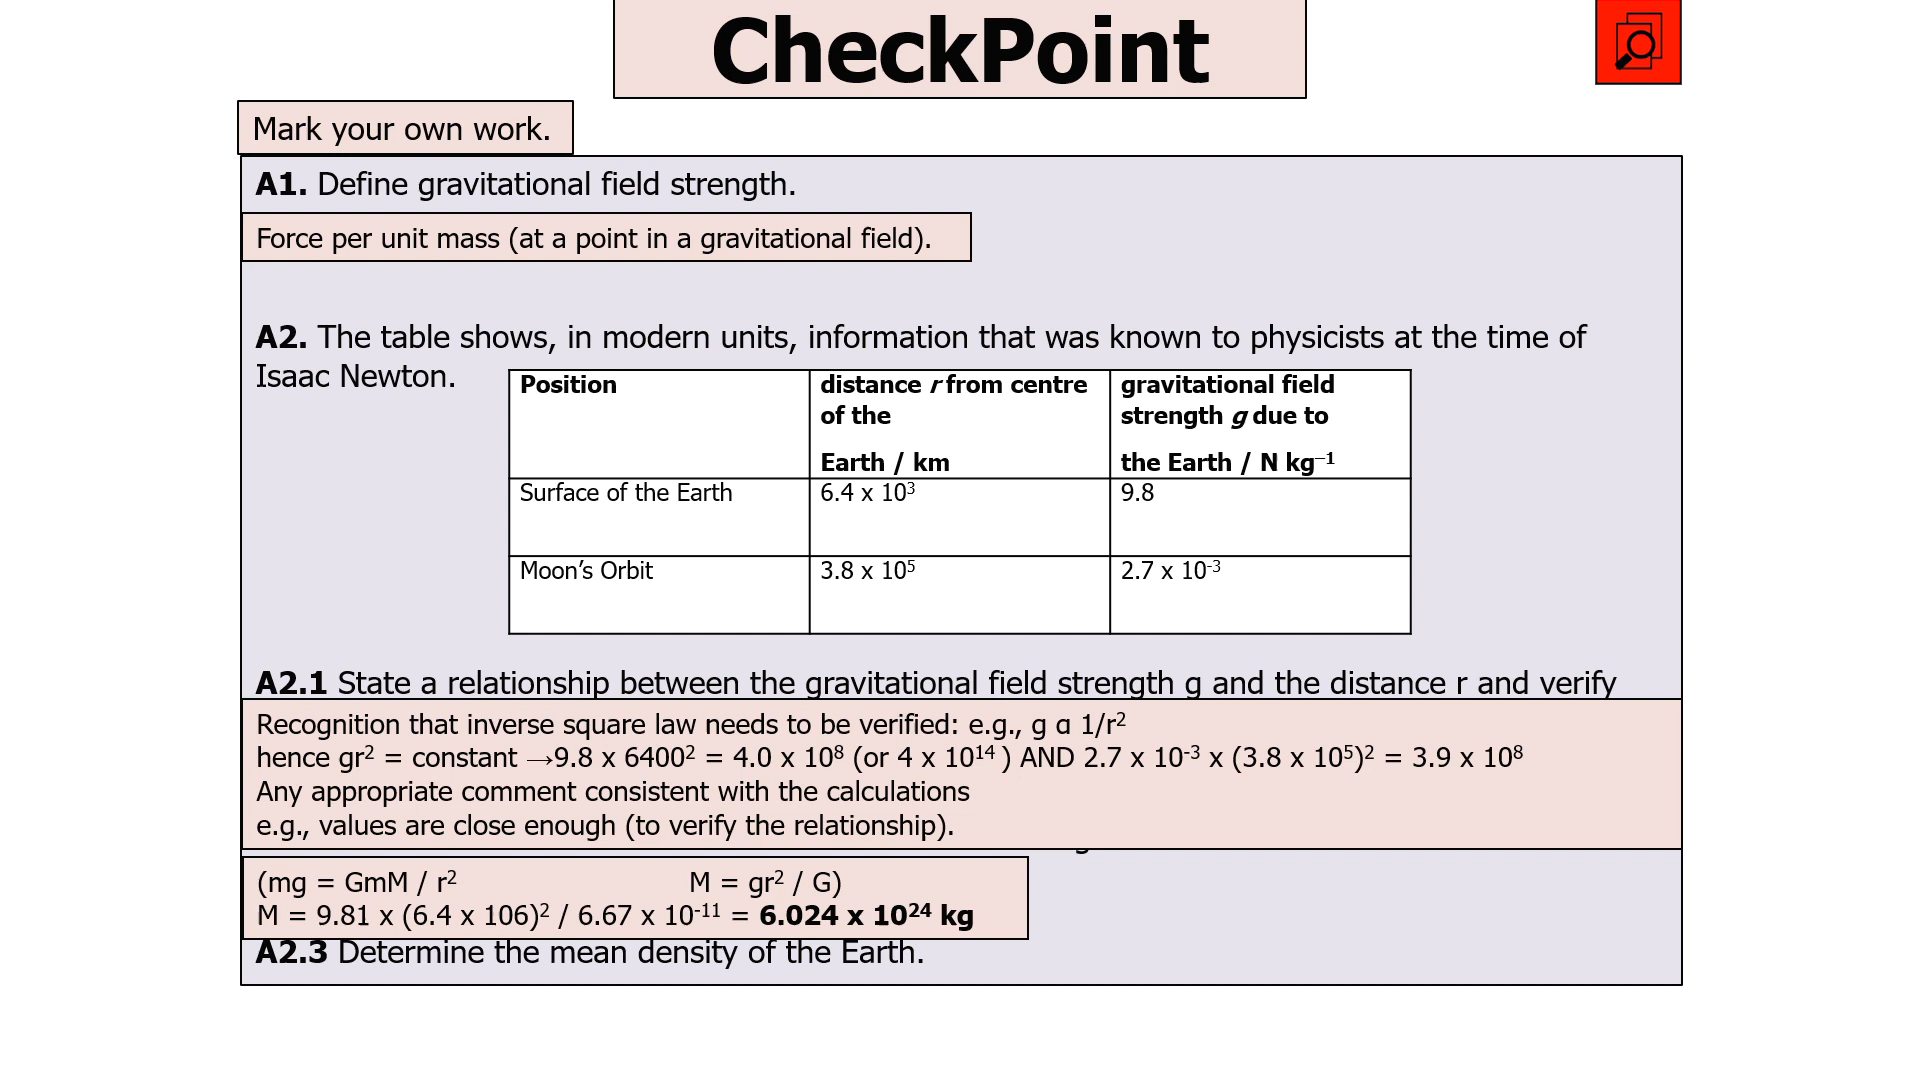 CheckPoint
Mark your own work.
A1. Define gravitational field strength.
Force per unit mass (at a point in a gravitational field).
A2. The table shows, in modern units, information that was known to physicists at the time of
Isaac Newton.
Position
distance r from centre
of the
Earth / km
gravitational field
strength g due to
the Earth / N kg⁻¹
Surface of the Earth
6.4 x 10³
9.8
Moon’s Orbit
3.8 x 10⁵
2.7 x 10⁻³
A2.1 State a relationship between the gravitational field strength g and the distance r and verify
Recognition that inverse square law needs to be verified: e.g., g α 1/r²
hence gr² = constant →9.8 x 6400² = 4.0 x 10⁸ (or 4 x 10¹⁴ ) AND 2.7 x 10⁻³ x (3.8 x 10⁵)² = 3.9 x 10⁸
Any appropriate comment consistent with the calculations
e.g., values are close enough (to verify the relationship).
(mg = GmM / r² M = gr² / G)
M = 9.81 x (6.4 x 106)² / 6.67 x 10⁻¹¹ = 6.024 x 10²⁴ kg
A2.3 Determine the mean density of the Earth.